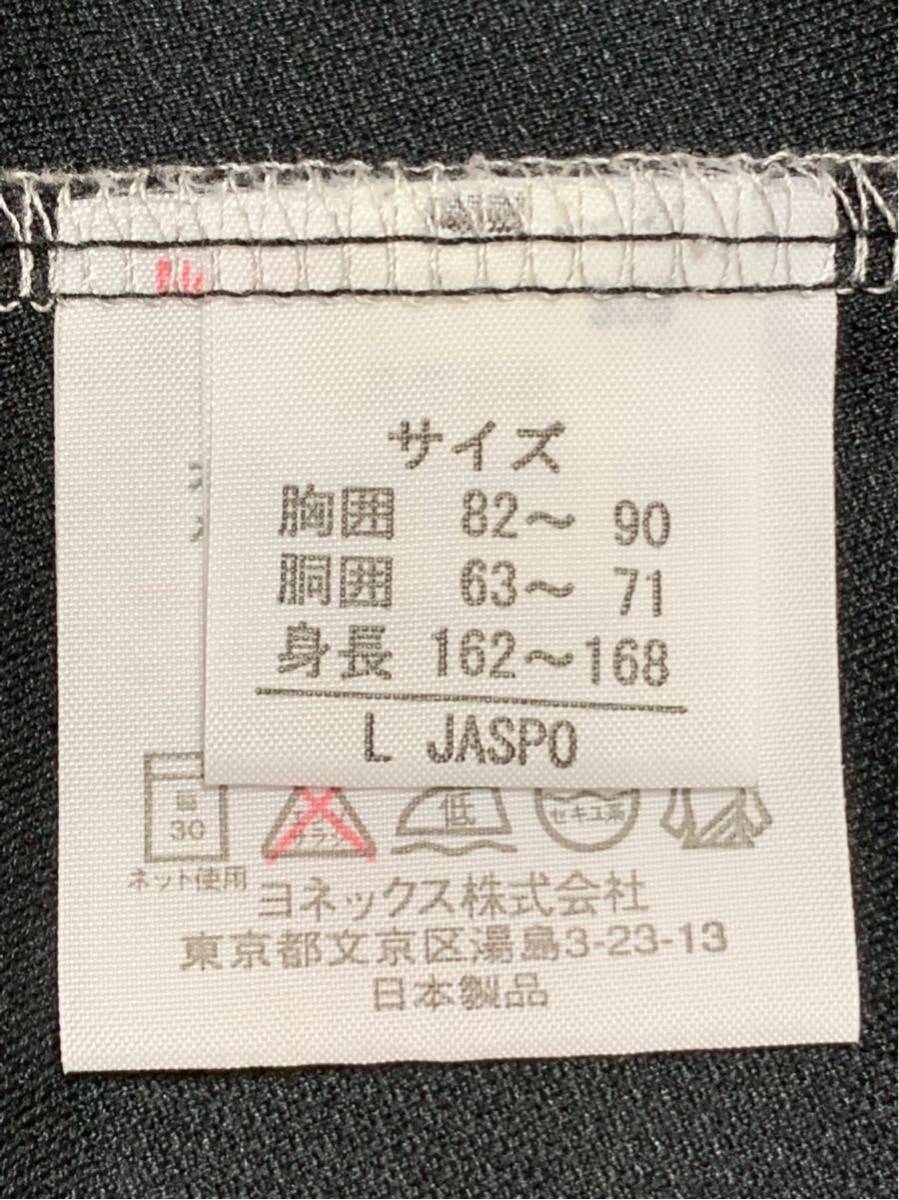 サイズ
胸囲 82〜 90
胴囲 63〜 71
身長 162〜168
L JASPO
30
低
セキユ系
ネット使用
ヨネックス株式会社
東京都文京区湯島3-23-13
日本製品